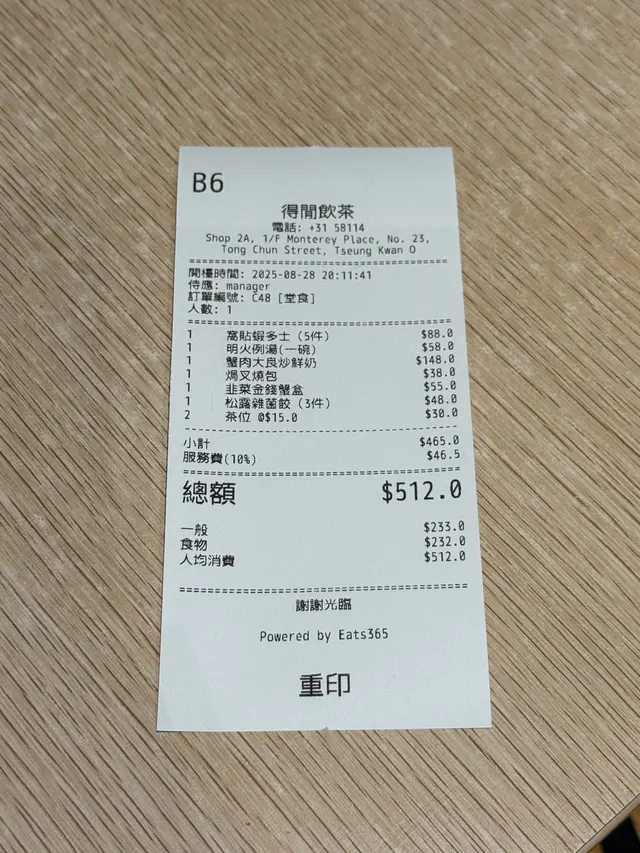 B6
得閒飲茶
電話: +31 58114
Shop 2A, 1/F Monterey Place, No. 23,
Tong Chun Street, Tseung Kwan O
開檯時間: 2025-08-28 20:11:41
侍應: manager
訂單編號: C48 [堂食]
人數: 1
1 窩貼蝦多士 (5件) $88.0
1 明火例湯(一碗) $58.0
1 蟹肉大良炒鮮奶 $148.0
1 焗叉燒包 $38.0
1 韭菜金錢蟹盒 $55.0
1 松露雜菌餃 (3件) $48.0
2 茶位 @$15.0 $30.0
小計 $465.0
服務費(10%) $46.5
總額 $512.0
一般 $233.0
食物 $232.0
人均消費 $512.0
謝謝光臨
Powered by Eats365
重印